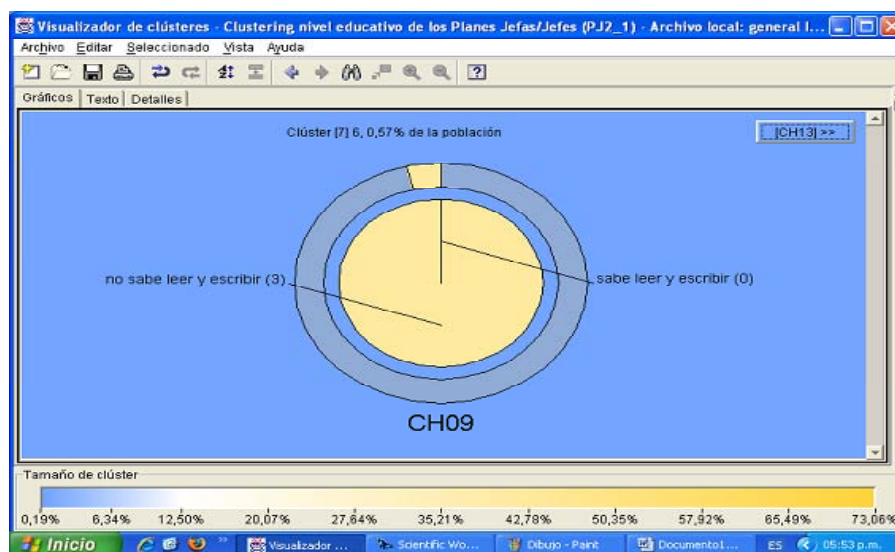 Visualizador de clústeres - Clustering nivel educativo de los Planes Jefas/Jefes (PJ2_1) - Archivo local: general l...
Archivo Editar Seleccionado Vista Ayuda
Gráficos Texto Detalles
Clúster [7] 6, 0,57% de la población
[CH13] >>
no sabe leer y escribir (3)
sabe leer y escribir (0)
CH09
Tamaño de clúster
0,19% 6,34% 12,50% 20,07% 27,64% 35,21% 42,78% 50,35% 57,92% 65,49% 73,06%
Inicio Visualizador ... Scientific Wo... Dibujo - Paint Documento1... ES 05:53 p.m.